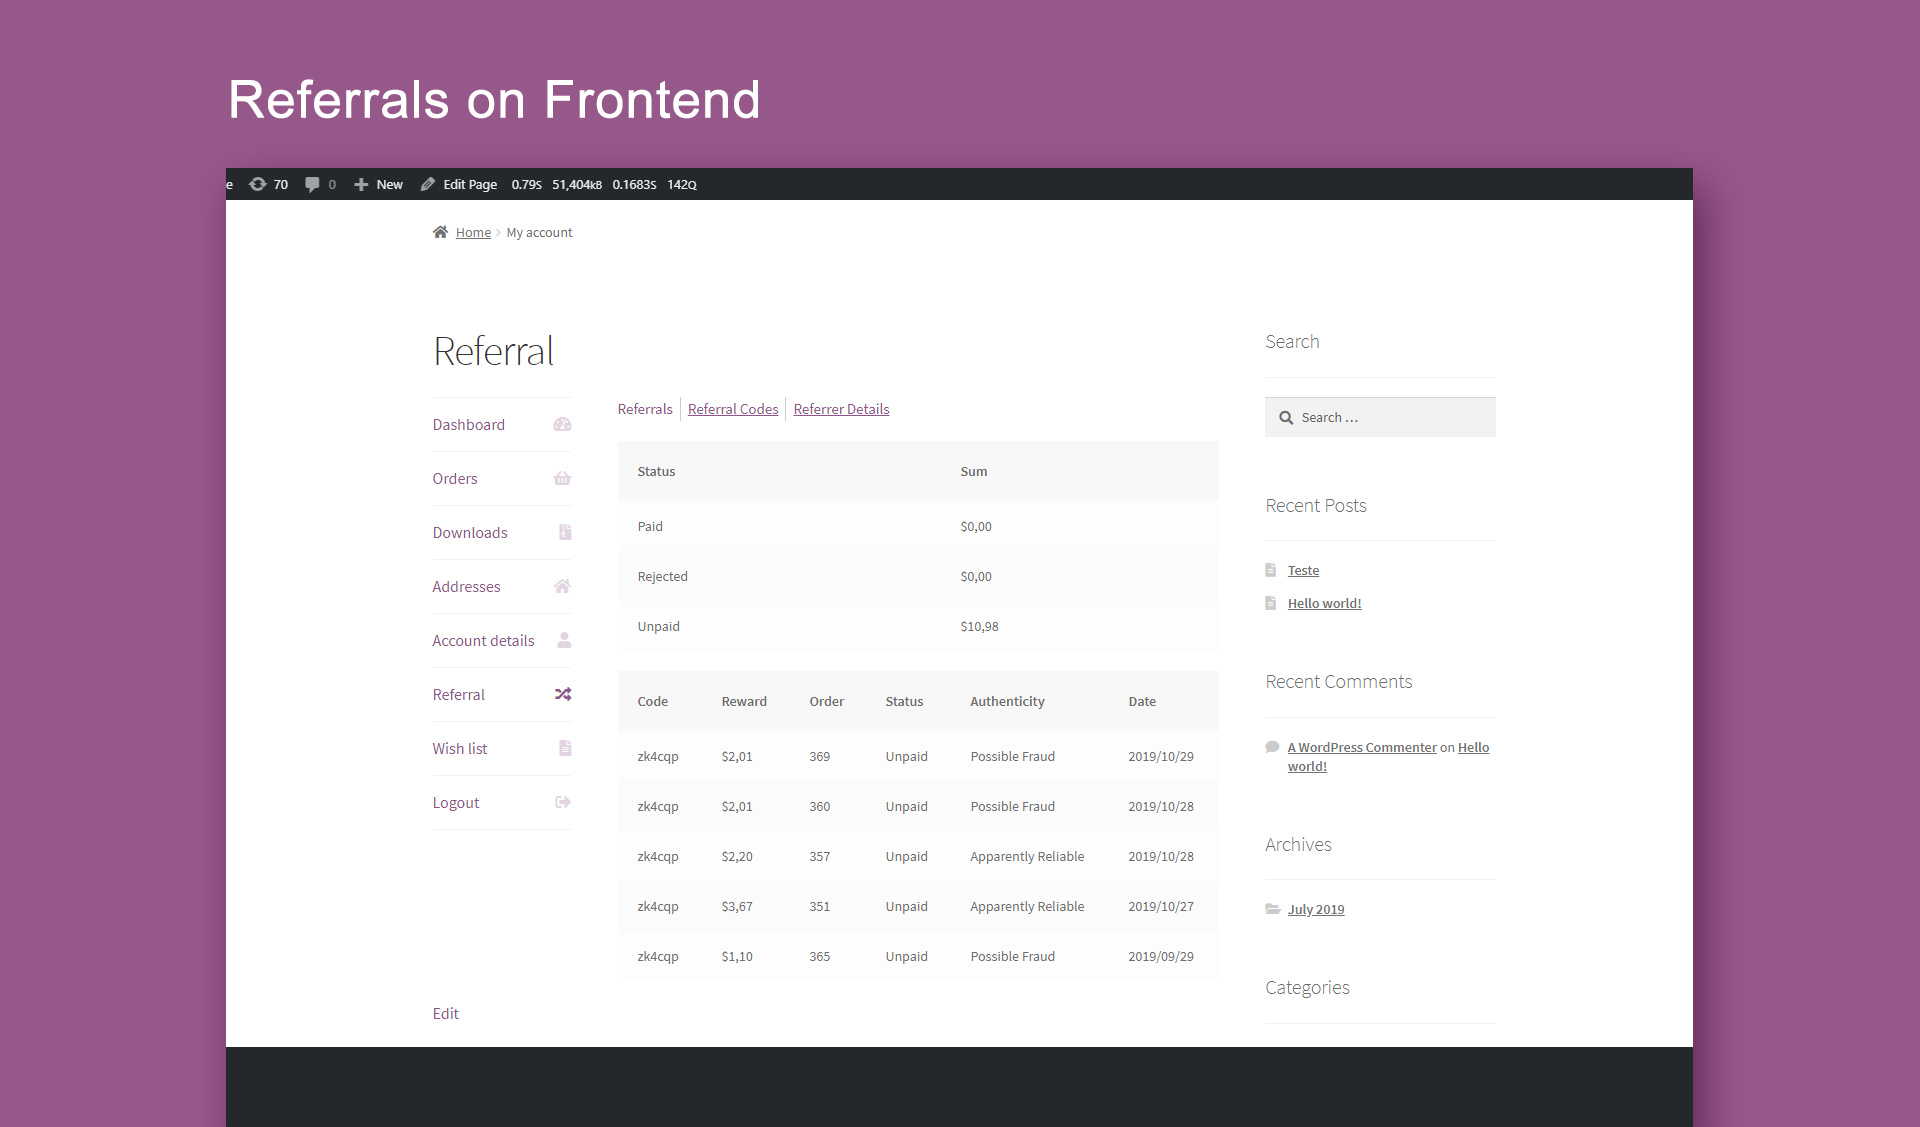 Referrals on Frontend
e 70 0 New Edit Page 0.79S 51,404KB 0.1683S 142Q
Home My account
Referral
Dashboard
Orders
Downloads
Addresses
Account details
Referral
Wish list
Logout
Edit
Referrals Referral Codes Referrer Details
Status Sum
Paid $0,00
Rejected $0,00
Unpaid $10,98
Code Reward Order Status Authenticity Date
zk4cqp $2,01 369 Unpaid Possible Fraud 2019/10/29
zk4cqp $2,01 360 Unpaid Possible Fraud 2019/10/28
zk4cqp $2,20 357 Unpaid Apparently Reliable 2019/10/28
zk4cqp $3,67 351 Unpaid Apparently Reliable 2019/10/27
zk4cqp $1,10 365 Unpaid Possible Fraud 2019/09/29
Search
Search …
Recent Posts
Teste
Hello world!
Recent Comments
A WordPress Commenter on Hello
world!
Archives
July 2019
Categories